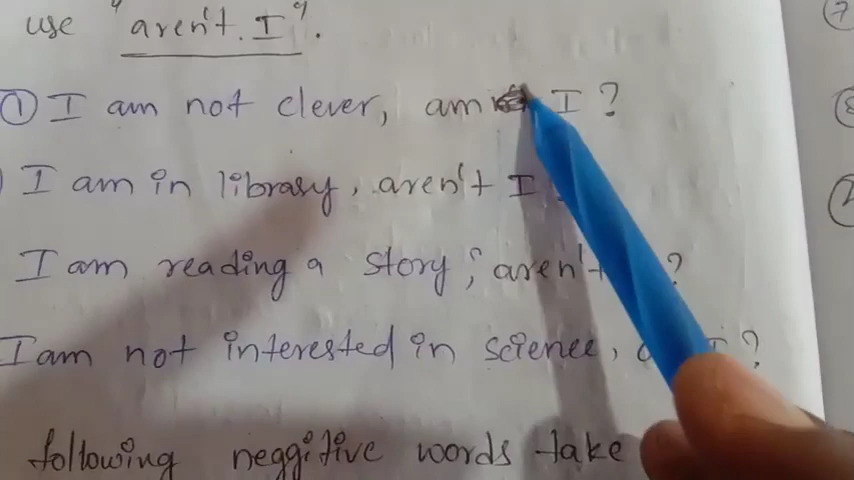 use "aren't I".
① I am not clever, am I?
I am in library, aren't I
I am reading a story, aren't ?
I am not interested in science, I?
following neggitive words take